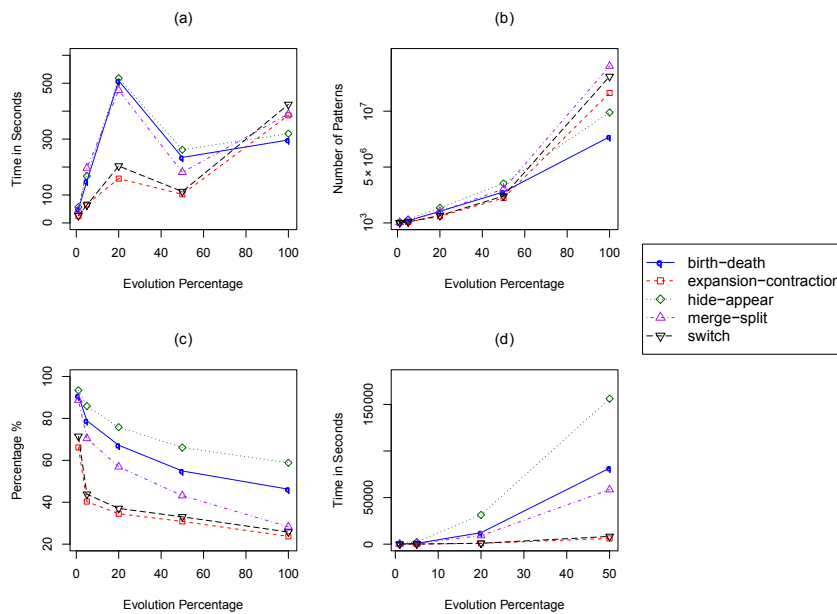 (a)
Time in Seconds
500
300
100
0
0 20 40 60 80 100
Evolution Percentage
(b)
Number of Patterns
10^7
5×10^6
10^3
0 20 40 60 80 100
Evolution Percentage
birth−death
expansion−contraction
hide−appear
merge−split
switch
(c)
Percentage %
100
80
60
40
20
0 20 40 60 80 100
Evolution Percentage
(d)
Time in Seconds
150000
50000
0
0 10 20 30 40 50
Evolution Percentage